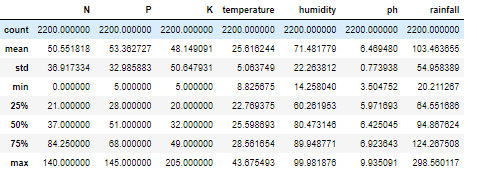 N P K temperature humidity ph rainfall
count 2200.000000 2200.000000 2200.000000 2200.000000 2200.000000 2200.000000 2200.000000
mean 50.551818 53.362727 48.149091 25.616244 71.481779 6.469480 103.463655
std 36.917334 32.985883 50.647931 5.063749 22.263812 0.773938 54.958389
min 0.000000 5.000000 5.000000 8.825675 14.258040 3.504752 20.211267
25% 21.000000 28.000000 20.000000 22.769375 60.261953 5.971693 64.551686
50% 37.000000 51.000000 32.000000 25.598693 80.473146 6.425045 94.867624
75% 84.250000 68.000000 49.000000 28.561654 89.948771 6.923643 124.267508
max 140.000000 145.000000 205.000000 43.675493 99.981876 9.935091 298.560117